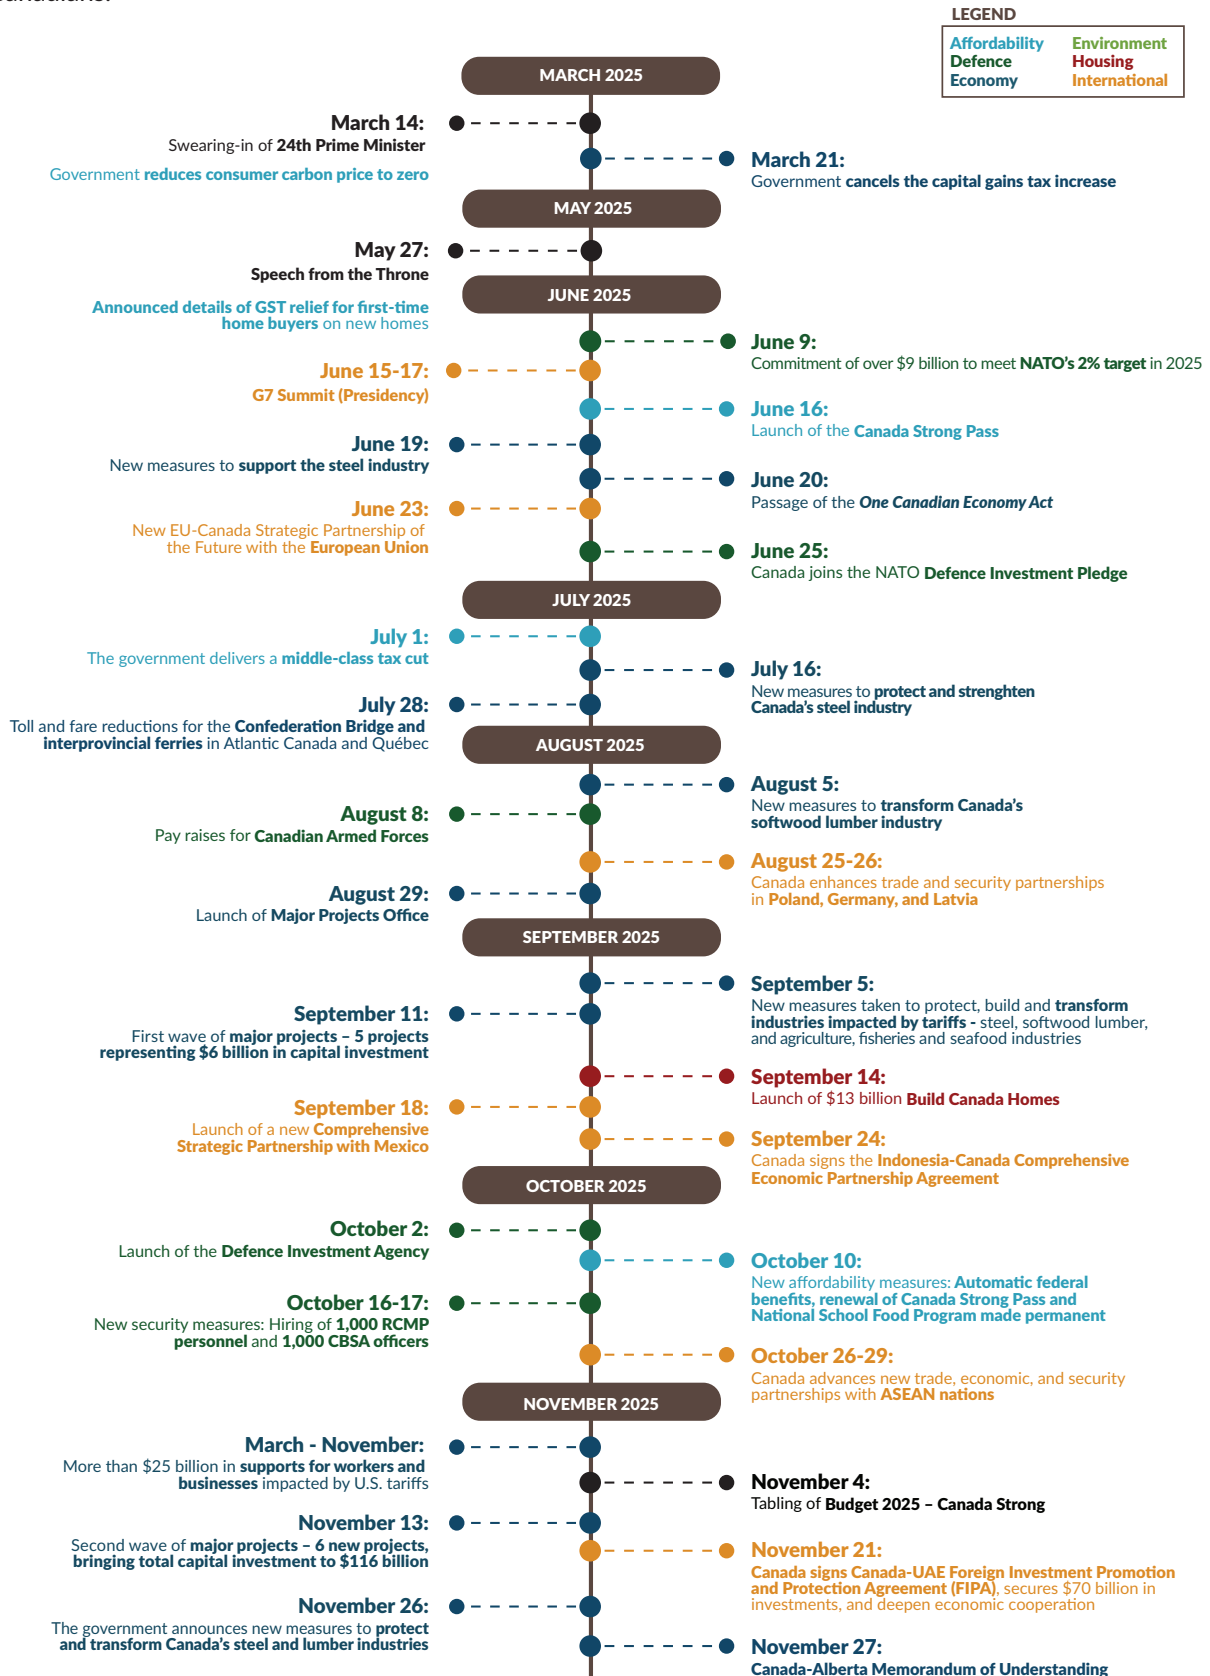 LEGEND
Affordability Environment
Defence Housing
Economy International
MARCH 2025
March 14:
Swearing-in of 24th Prime Minister
Government reduces consumer carbon price to zero
March 21:
Government cancels the capital gains tax increase
MAY 2025
May 27:
Speech from the Throne
Announced details of GST relief for first-time
home buyers on new homes
JUNE 2025
June 9:
Commitment of over $9 billion to meet NATO's 2% target in 2025
June 15-17:
G7 Summit (Presidency)
June 16:
Launch of the Canada Strong Pass
June 19:
New measures to support the steel industry
June 20:
Passage of the One Canadian Economy Act
June 23:
New EU-Canada Strategic Partnership of
the Future with the European Union
June 25:
Canada joins the NATO Defence Investment Pledge
JULY 2025
July 1:
The government delivers a middle-class tax cut
July 16:
New measures to protect and strenghten
Canada's steel industry
July 28:
Toll and fare reductions for the Confederation Bridge and
interprovincial ferries in Atlantic Canada and Québec
AUGUST 2025
August 5:
New measures to transform Canada's
softwood lumber industry
August 8:
Pay raises for Canadian Armed Forces
August 25-26:
Canada enhances trade and security partnerships
in Poland, Germany, and Latvia
August 29:
Launch of Major Projects Office
SEPTEMBER 2025
September 5:
New measures taken to protect, build and transform
industries impacted by tariffs - steel, softwood lumber,
and agriculture, fisheries and seafood industries
September 11:
First wave of major projects – 5 projects
representing $6 billion in capital investment
September 14:
Launch of $13 billion Build Canada Homes
September 18:
Launch of a new Comprehensive
Strategic Partnership with Mexico
September 24:
Canada signs the Indonesia-Canada Comprehensive
Economic Partnership Agreement
OCTOBER 2025
October 2:
Launch of the Defence Investment Agency
October 10:
New affordability measures: Automatic federal
benefits, renewal of Canada Strong Pass and
National School Food Program made permanent
October 16-17:
New security measures: Hiring of 1,000 RCMP
personnel and 1,000 CBSA officers
October 26-29:
Canada advances new trade, economic, and security
partnerships with ASEAN nations
NOVEMBER 2025
March - November:
More than $25 billion in supports for workers and
businesses impacted by U.S. tariffs
November 4:
Tabling of Budget 2025 – Canada Strong
November 13:
Second wave of major projects – 6 new projects,
bringing total capital investment to $116 billion
November 21:
Canada signs Canada-UAE Foreign Investment Promotion
and Protection Agreement (FIPA), secures $70 billion in
investments, and deepen economic cooperation
November 26:
The government announces new measures to protect
and transform Canada's steel and lumber industries
November 27:
Canada-Alberta Memorandum of Understanding